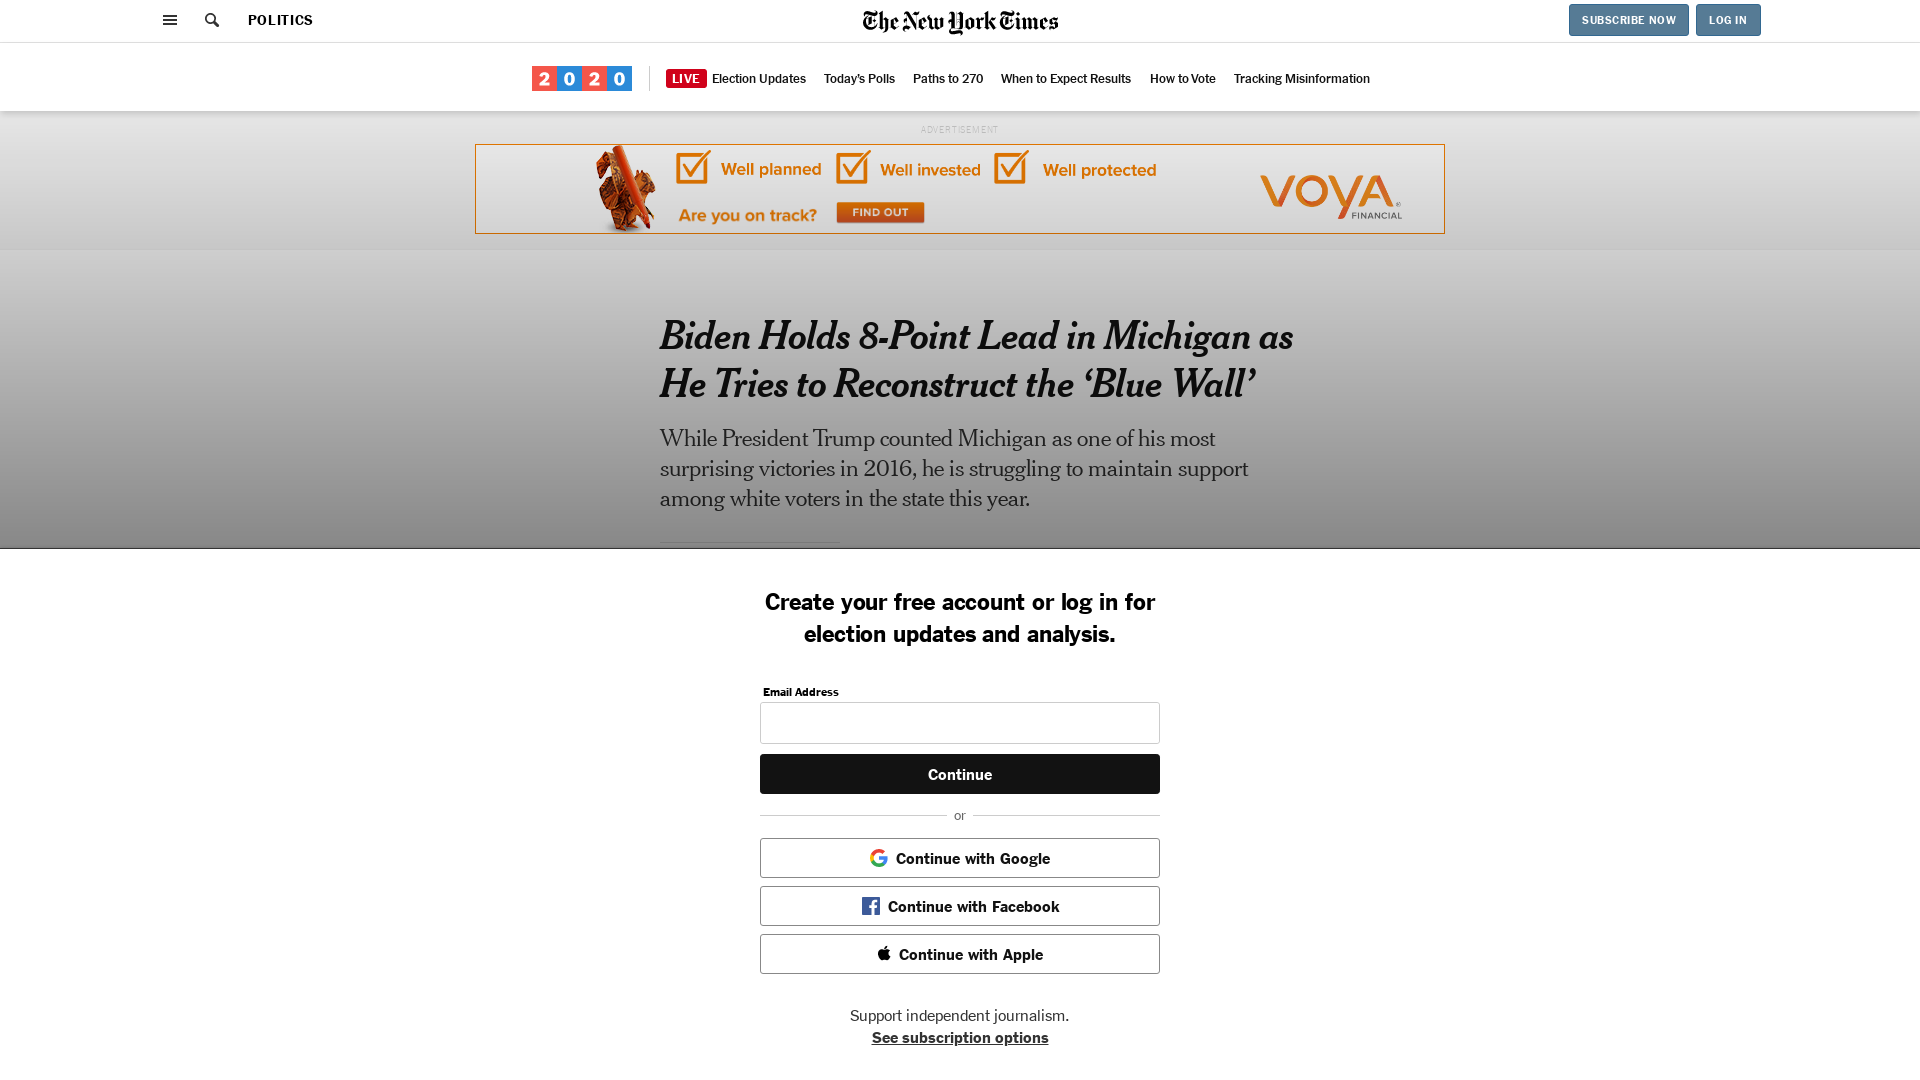 POLITICS
The New York Times
SUBSCRIBE NOW
LOG IN
2020
LIVE Election Updates Today's Polls Paths to 270 When to Expect Results How to Vote Tracking Misinformation
ADVERTISEMENT
Well planned Well invested Well protected
Are you on track? FIND OUT
VOYA®
FINANCIAL
Biden Holds 8-Point Lead in Michigan as
He Tries to Reconstruct the ‘Blue Wall’
While President Trump counted Michigan as one of his most
surprising victories in 2016, he is struggling to maintain support
among white voters in the state this year.
Create your free account or log in for
election updates and analysis.
Email Address
Continue
or
Continue with Google
Continue with Facebook
Continue with Apple
Support independent journalism.
See subscription options